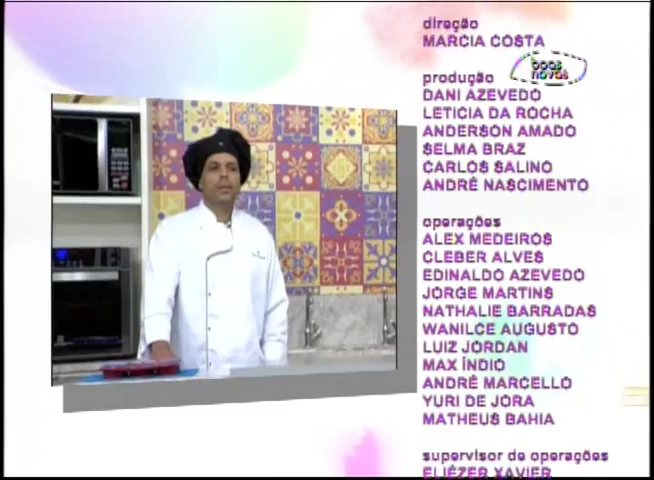 direção
MARCIA COSTA
boas
novas
produção
DANI AZEVEDO
LETICIA DA ROCHA
ANDERSON AMADO
SELMA BRAZ
CARLOS SALINO
ANDRÉ NASCIMENTO
operações
ALEX MEDEIROS
CLEBER ALVES
EDINALDO AZEVEDO
JORGE MARTINS
NATHALIE BARRADAS
WANILCE AUGUSTO
LUIZ JORDAN
MAX ÍNDIO
ANDRÉ MARCELLO
YURI DE JORA
MATHEUS BAHIA
supervisor de operações
ELIÉZER XAVIER